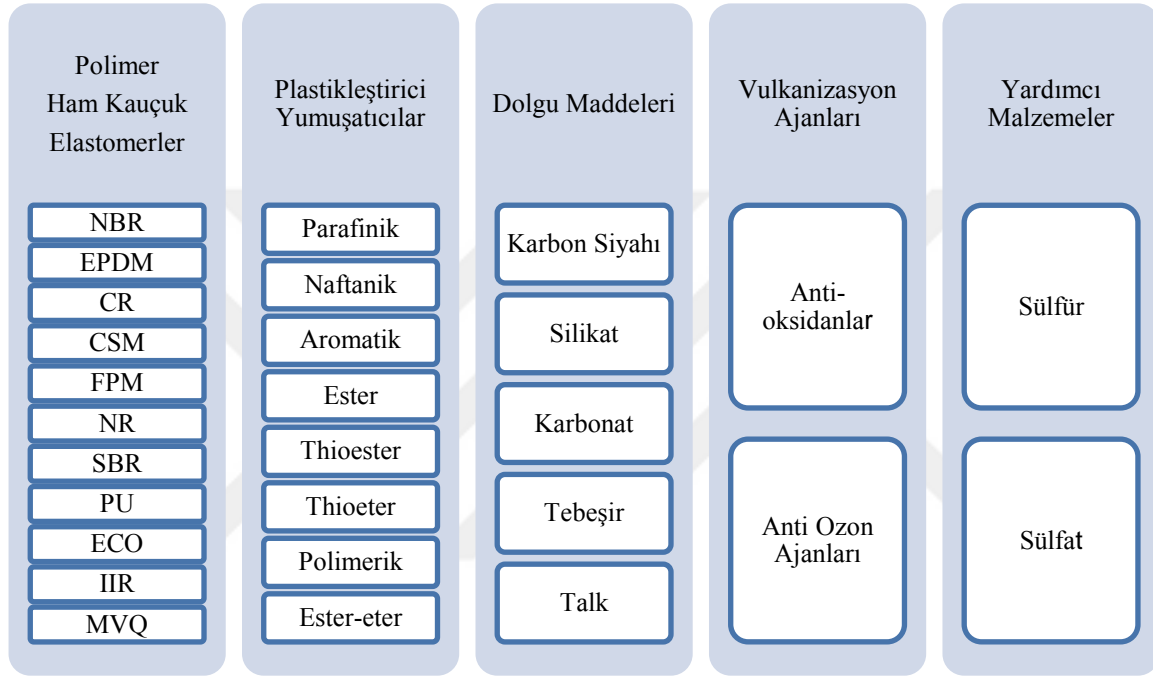 Polimer
Ham Kauçuk
Elastomerler
NBR
EPDM
CR
CSM
FPM
NR
SBR
PU
ECO
IIR
MVQ
Plastikleştirici
Yumuşatıcılar
Parafinik
Naftanik
Aromatik
Ester
Thioester
Thioeter
Polimerik
Ester-eter
Dolgu Maddeleri
Karbon Siyahı
Silikat
Karbonat
Tebeşir
Talk
Vulkanizasyon
Ajanları
Anti-
oksidanlar
Anti Ozon
Ajanları
Yardımcı
Malzemeler
Sülfür
Sülfat